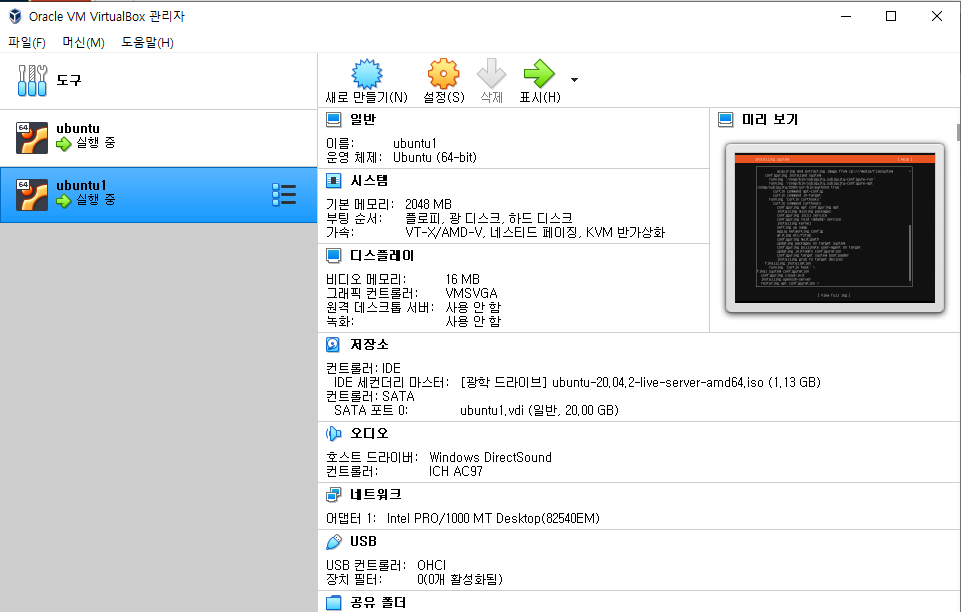 Oracle VM VirtualBox 관리자
파일(F) 머신(M) 도움말(H)
도구
새로 만들기(N) 설정(S) 삭제 표시(H)
64 ubuntu
실행 중
64 ubuntu1
실행 중
일반
이름: ubuntu1
운영 체제: Ubuntu (64-bit)
시스템
기본 메모리: 2048 MB
부팅 순서: 플로피, 광 디스크, 하드 디스크
가속: VT-X/AMD-V, 네스티드 페이징, KVM 반가상화
디스플레이
비디오 메모리: 16 MB
그래픽 컨트롤러: VMSVGA
원격 데스크톱 서버: 사용 안 함
녹화: 사용 안 함
미리 보기
Installing system [ Help ]
[ View full log ]
저장소
컨트롤러: IDE
IDE 세컨더리 마스터: [광학 드라이브] ubuntu-20.04.2-live-server-amd64.iso (1.13 GB)
컨트롤러: SATA
SATA 포트 0: ubuntu1.vdi (일반, 20.00 GB)
오디오
호스트 드라이버: Windows DirectSound
컨트롤러: ICH AC97
네트워크
어댑터 1: Intel PRO/1000 MT Desktop(82540EM)
USB
USB 컨트롤러: OHCI
장치 필터: 0(0개 활성화됨)
공유 폴더